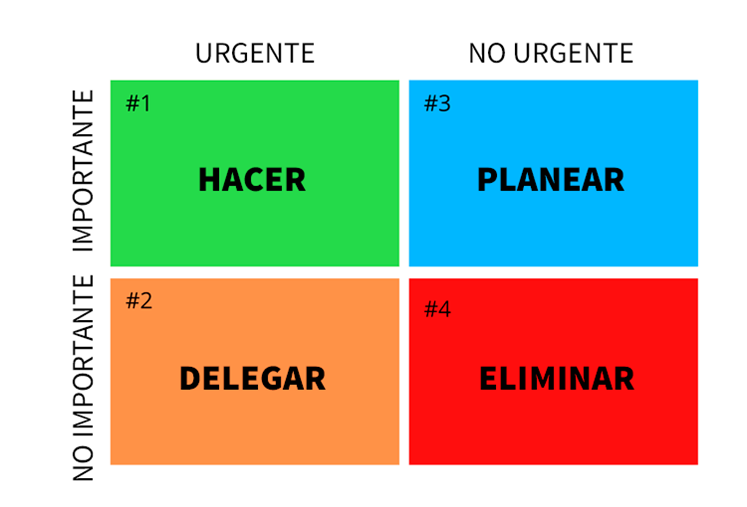 URGENTE
NO URGENTE
IMPORTANTE
#1
HACER
#3
PLANEAR
NO IMPORTANTE
#2
DELEGAR
#4
ELIMINAR